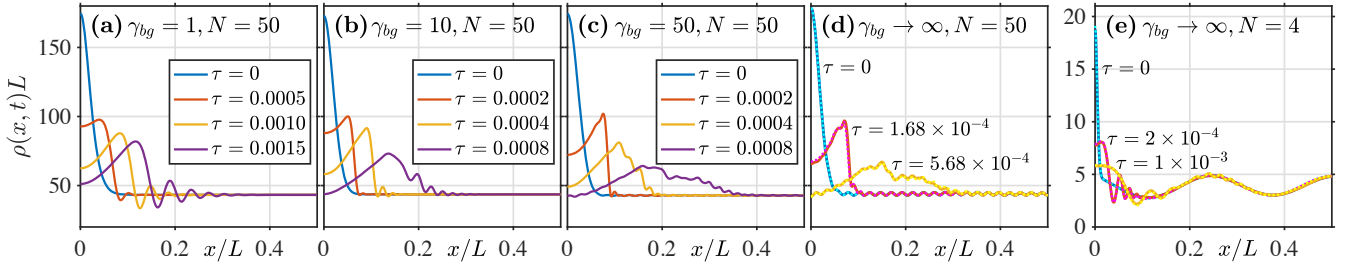 (a) γ_bg = 1, N = 50
τ = 0
τ = 0.0005
τ = 0.0010
τ = 0.0015
ρ(x, t)L
150
100
50
0
0.2
0.4
x/L
(b) γ_bg = 10, N = 50
τ = 0
τ = 0.0002
τ = 0.0004
τ = 0.0008
0
0.2
0.4
x/L
(c) γ_bg = 50, N = 50
τ = 0
τ = 0.0002
τ = 0.0004
τ = 0.0008
0
0.2
0.4
x/L
(d) γ_bg → ∞, N = 50
τ = 0
τ = 1.68 × 10⁻⁴
τ = 5.68 × 10⁻⁴
0
0.2
0.4
x/L
(e) γ_bg → ∞, N = 4
τ = 0
τ = 2 × 10⁻⁴
τ = 1 × 10⁻³
20
15
10
5
0
0
0.2
0.4
x/L